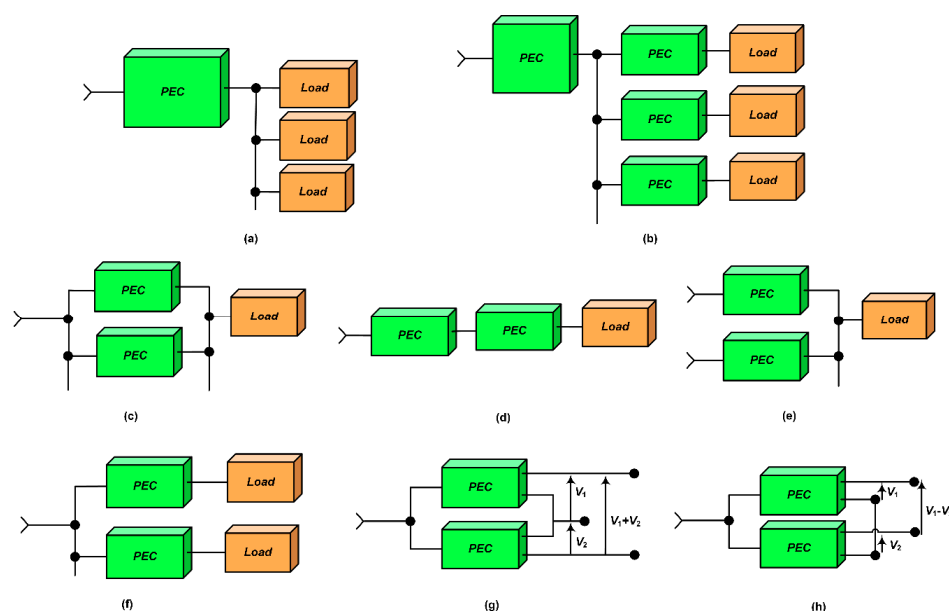 PEC
Load
Load
Load
(a)
PEC
PEC
Load
PEC
Load
PEC
Load
(b)
PEC
PEC
Load
(c)
PEC
PEC
Load
(d)
PEC
PEC
Load
(e)
PEC
Load
PEC
Load
(f)
PEC
PEC
V1
V2
V1+V2
(g)
PEC
PEC
V1
V2
V1-V
(h)